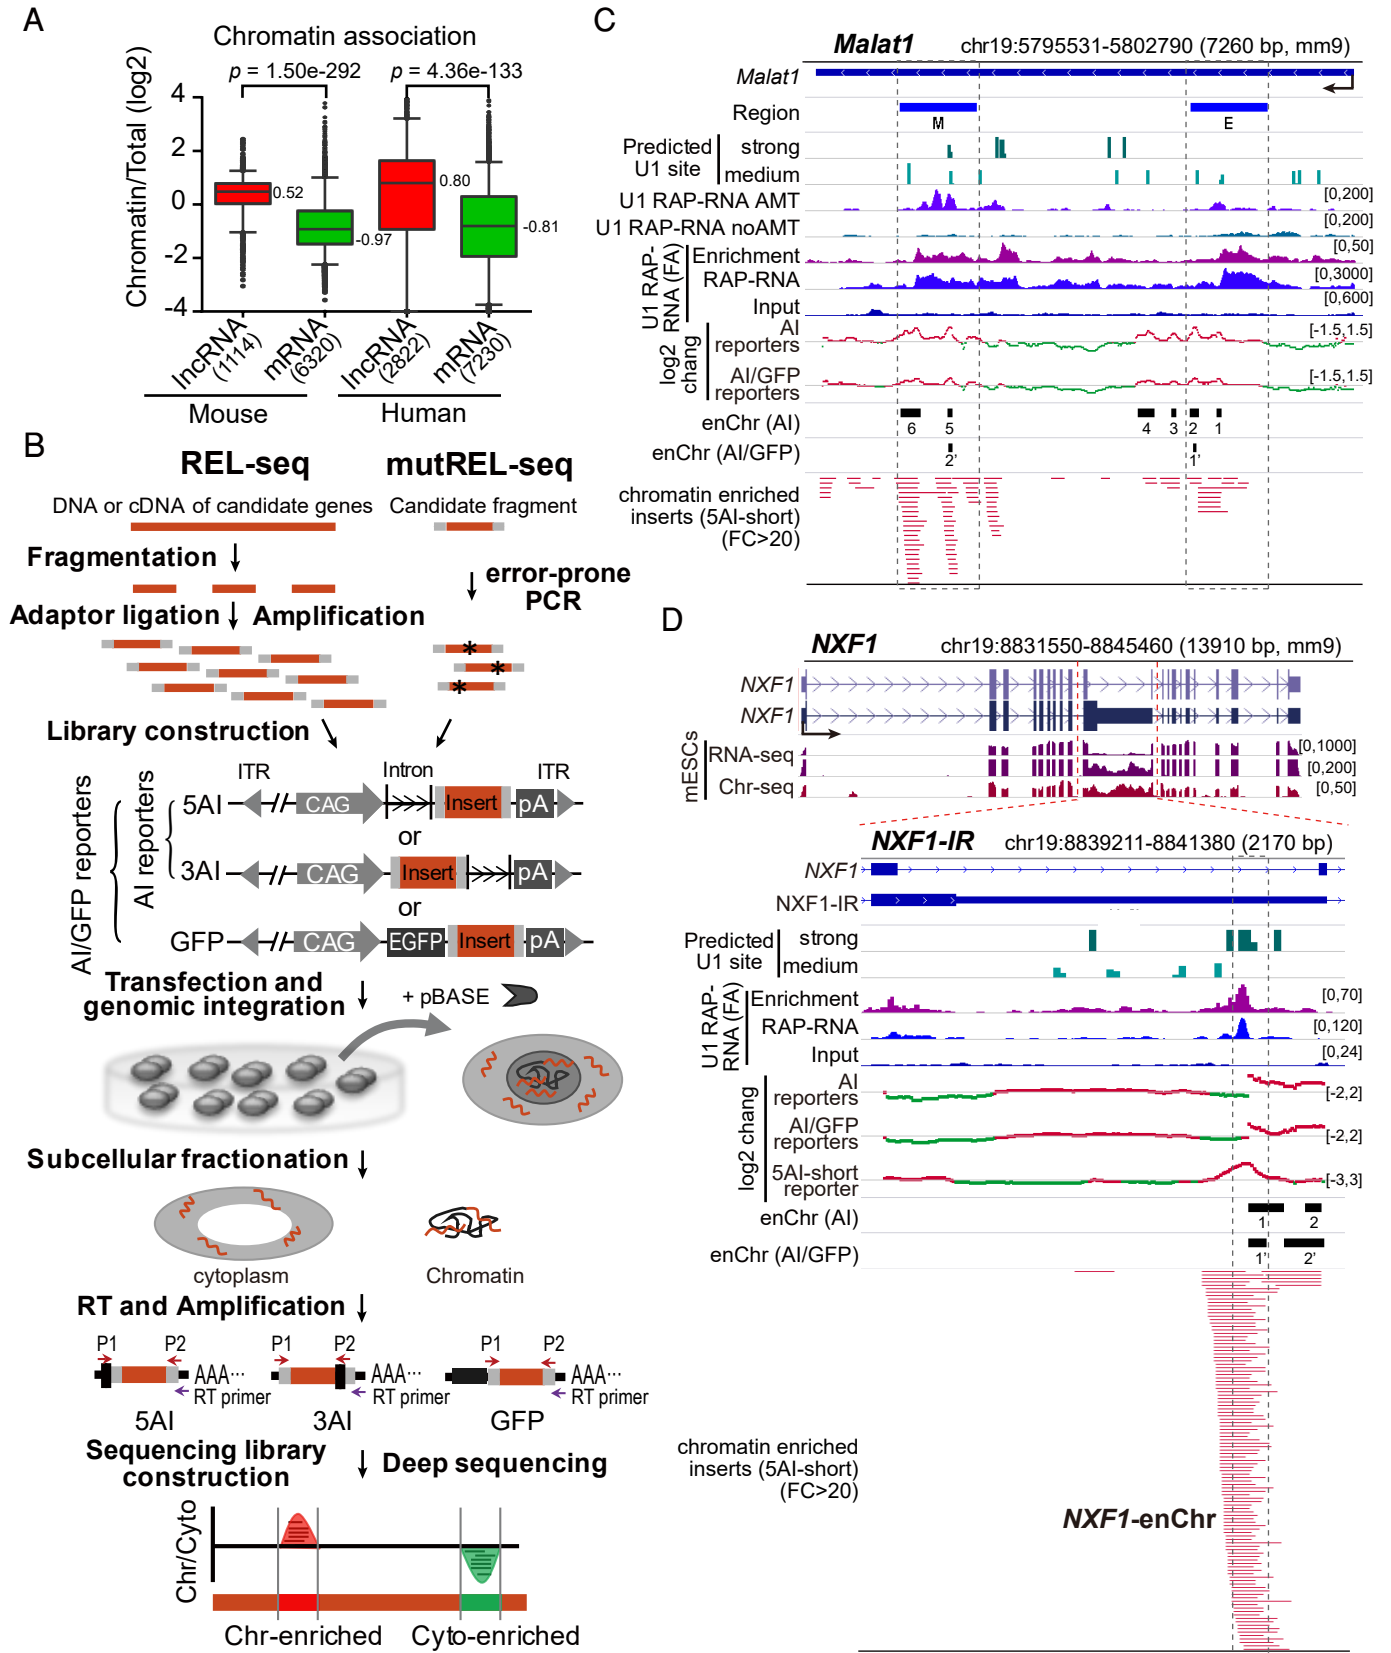 A
Chromatin association
p = 1.50e-292
p = 4.36e-133
Chromatin/Total (log2)
4
2
0
-2
-4
0.52
-0.97
0.80
-0.81
lncRNA
(1114)
mRNA
(6320)
lncRNA
(2822)
mRNA
(7230)
Mouse
Human
B
REL-seq
mutREL-seq
DNA or cDNA of candidate genes
Candidate fragment
Fragmentation
error-prone
PCR
Adaptor ligation
Amplification
*
*
*
Library construction
AI/GFP reporters
AI reporters
ITR
Intron
ITR
5AI
CAG
Insert
pA
or
3AI
CAG
Insert
pA
or
GFP
CAG
EGFP
Insert
pA
Transfection and
genomic integration
+ pBASE
Subcellular fractionation
cytoplasm
Chromatin
RT and Amplification
P1
P2
AAA···
RT primer
5AI
P1
P2
AAA···
RT primer
3AI
P1
P2
AAA···
RT primer
GFP
Sequencing library
construction
Deep sequencing
Chr/Cyto
Chr-enriched
Cyto-enriched
C
Malat1
chr19:5795531-5802790 (7260 bp, mm9)
Malat1
Region
M
E
Predicted
U1 site
strong
medium
U1 RAP-RNA AMT
[0,200]
U1 RAP-RNA noAMT
[0,200]
U1 RAP-
RNA (FA)
Enrichment
[0,50]
RAP-RNA
[0,3000]
Input
[0,600]
log2
chang
AI
reporters
[-1.5,1.5]
AI/GFP
reporters
[-1.5,1.5]
enChr (AI)
6
5
4
3
2
1
enChr (AI/GFP)
2'
1'
chromatin enriched
inserts (5AI-short)
(FC>20)
D
NXF1
chr19:8831550-8845460 (13910 bp, mm9)
NXF1
NXF1
mESCs
RNA-seq
[0,1000]
[0,200]
Chr-seq
[0,50]
NXF1-IR
chr19:8839211-8841380 (2170 bp)
NXF1
NXF1-IR
Predicted
U1 site
strong
medium
U1 RAP-
RNA (FA)
Enrichment
[0,70]
RAP-RNA
[0,120]
Input
[0,24]
log2 chang
AI
reporters
[-2,2]
AI/GFP
reporters
[-2,2]
5AI-short
reporter
[-3,3]
enChr (AI)
1
2
enChr (AI/GFP)
1'
2'
chromatin enriched
inserts (5AI-short)
(FC>20)
NXF1-enChr